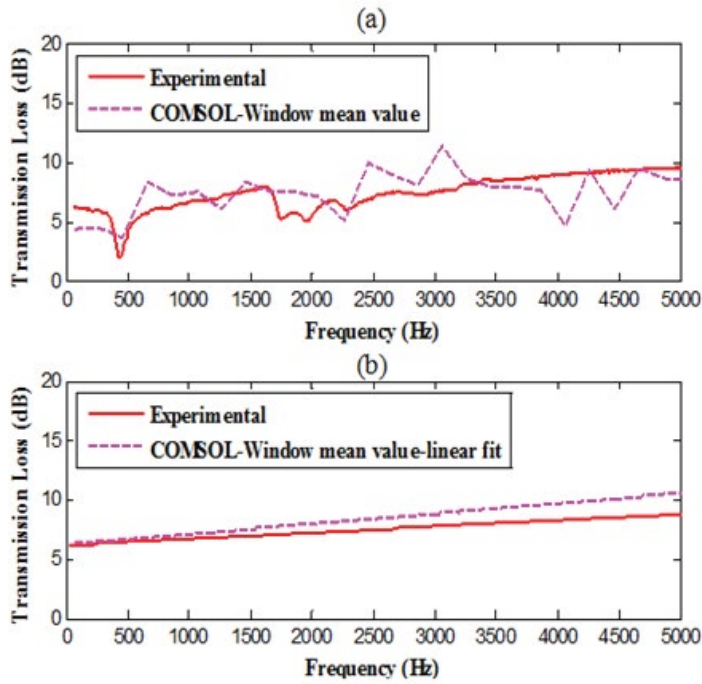 (a)
20
15
10
5
0
Transmission Loss (dB)
Experimental
COMSOL-Window mean value
0 500 1000 1500 2000 2500 3000 3500 4000 4500 5000
Frequency (Hz)
(b)
20
15
10
5
0
Transmission Loss (dB)
Experimental
COMSOL-Window mean value-linear fit
0 500 1000 1500 2000 2500 3000 3500 4000 4500 5000
Frequency (Hz)